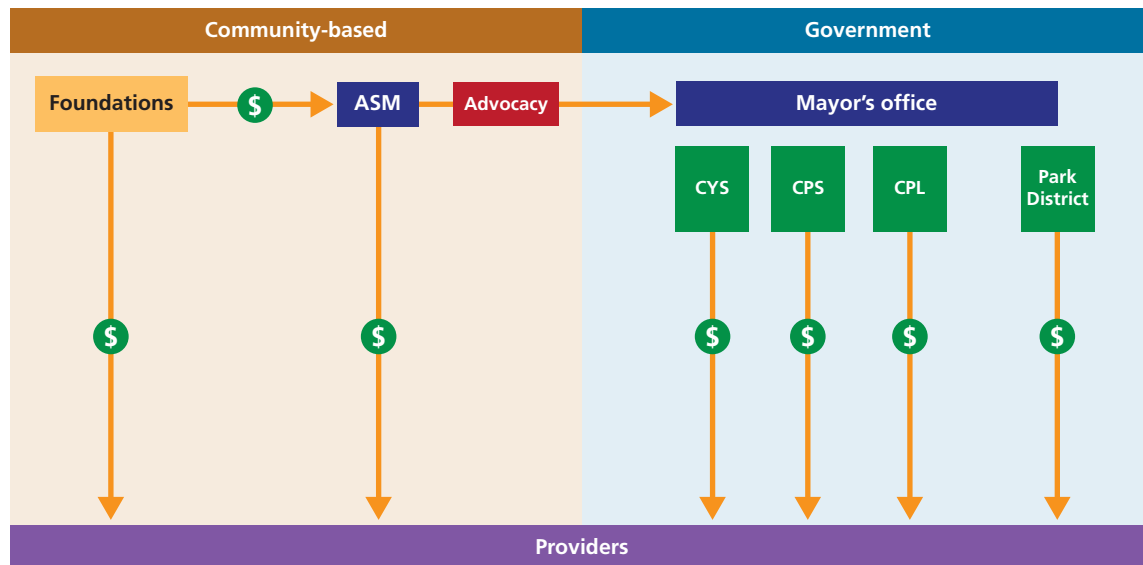 Community-based
Government
Foundations
$
ASM
Advocacy
Mayor's office
CYS
CPS
CPL
Park
District
$
$
$
$
$
$
Providers